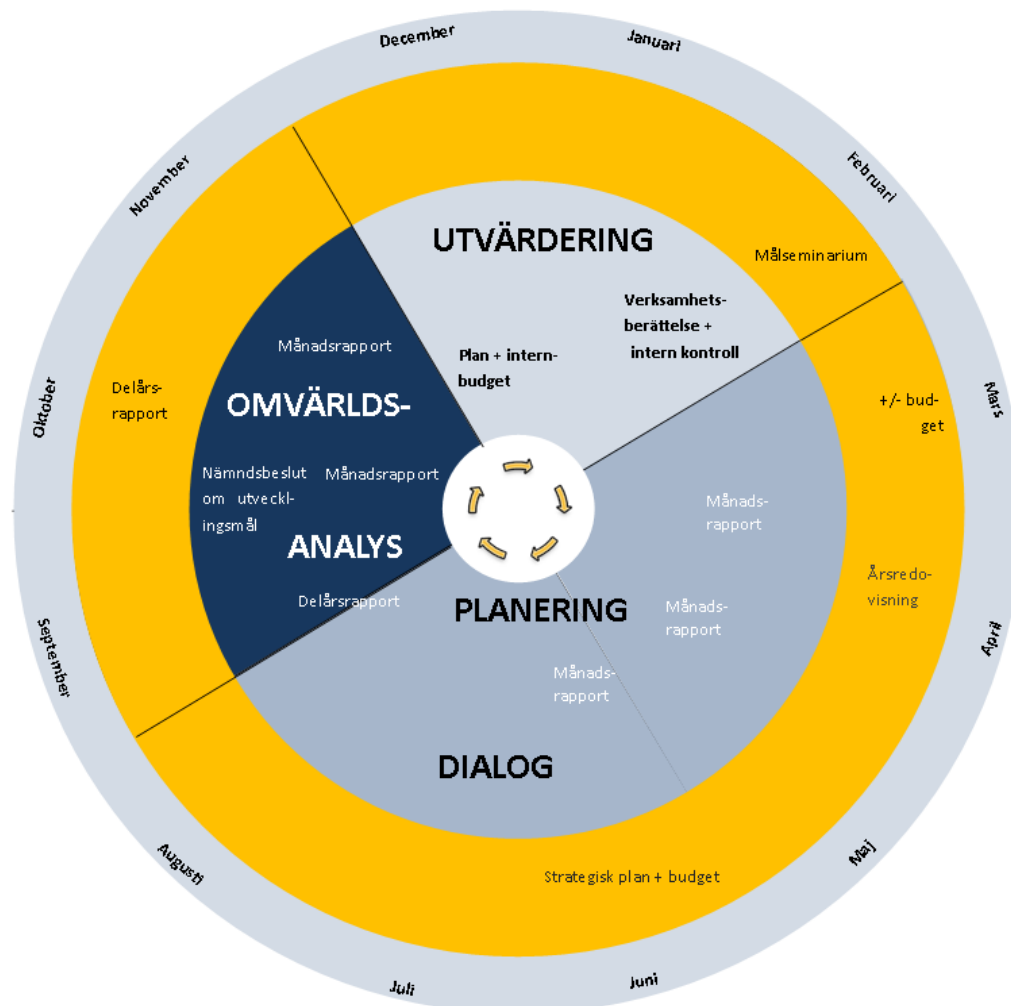 December
Januari
Februari
November
UTVÄRDERING
Målseminarium
Verksamhets-
berättelse +
intern kontroll
Plan + intern-
budget
Månadsrapport
Oktober
Delårs-
rapport
OMVÄRLDS-
+/- bud-
get
Mars
Nämndsbeslut
om utveckl-
ingsmål
Månadsrapport
Månads-
rapport
ANALYS
Årsredo-
visning
Delårsrapport
PLANERING
Månads-
rapport
September
April
Månads-
rapport
DIALOG
Augusti
Maj
Strategisk plan + budget
Juli
Juni